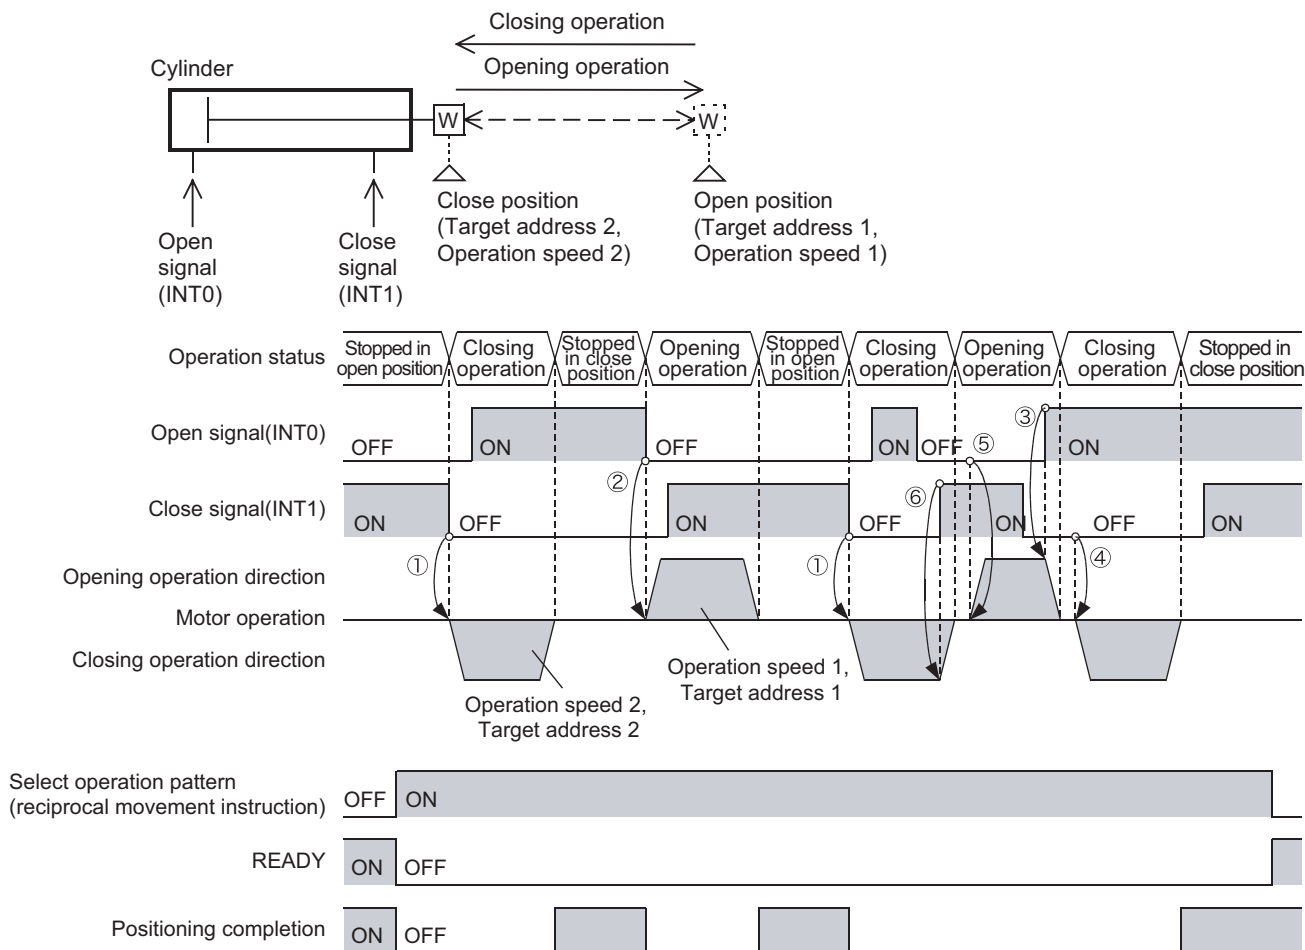 Closing operation
Opening operation
Cylinder
W
W
Close position
(Target address 2,
Operation speed 2)
Open position
(Target address 1,
Operation speed 1)
Open
signal
(INT0)
Close
signal
(INT1)
Operation status
Stopped in
open position
Closing
operation
Stopped
in close
position
Opening
operation
Stopped
in open
position
Closing
operation
Opening
operation
Closing
operation
Stopped in
close position
Open signal(INT0)
OFF
ON
OFF
ON
OFF
⑤
③
ON
②
⑥
Close signal(INT1)
ON
OFF
ON
OFF
ON
OFF
ON
①
①
④
Opening operation direction
Motor operation
Closing operation direction
Operation speed 1,
Target address 1
Operation speed 2,
Target address 2
Select operation pattern
(reciprocal movement instruction)
OFF
ON
READY
ON
OFF
Positioning completion
ON
OFF